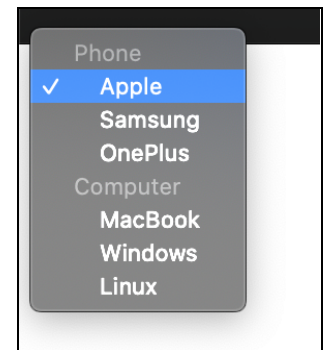 Phone
✓ Apple
Samsung
OnePlus
Computer
MacBook
Windows
Linux